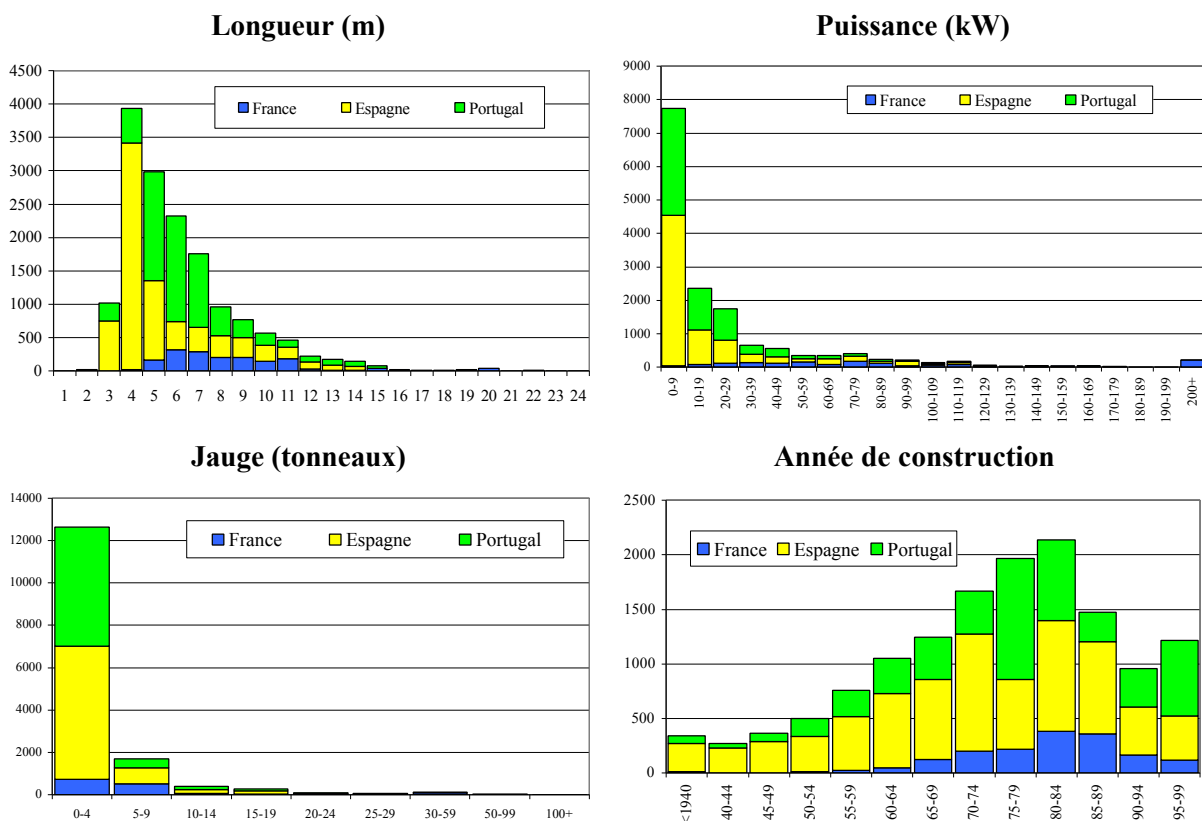 Longueur (m)
4500
4000
3500
3000
2500
2000
1500
1000
500
0
France Espagne Portugal
1 2 3 4 5 6 7 8 9 10 11 12 13 14 15 16 17 18 19 20 21 22 23 24
Puissance (kW)
9000
8000
7000
6000
5000
4000
3000
2000
1000
0
France Espagne Portugal
0-9 10-19 20-29 30-39 40-49 50-59 60-69 70-79 80-89 90-99 100-109 110-119 120-129 130-139 140-149 150-159 160-169 170-179 180-189 190-199 200+
Jauge (tonneaux)
14000
12000
10000
8000
6000
4000
2000
0
France Espagne Portugal
0-4 5-9 10-14 15-19 20-24 25-29 30-59 50-99 100+
Année de construction
2500
2000
1500
1000
500
0
France Espagne Portugal
<1940 40-44 45-49 50-54 55-59 60-64 65-69 70-74 75-79 80-84 85-89 90-94 95-99